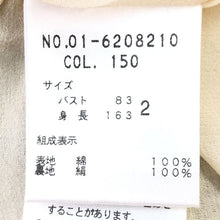 NO.01-6208210
COL. 150
サイズ
バスト 83
身長 163 2
組成表示
表地 綿 100%
裏地 絹 100%
することがあります。